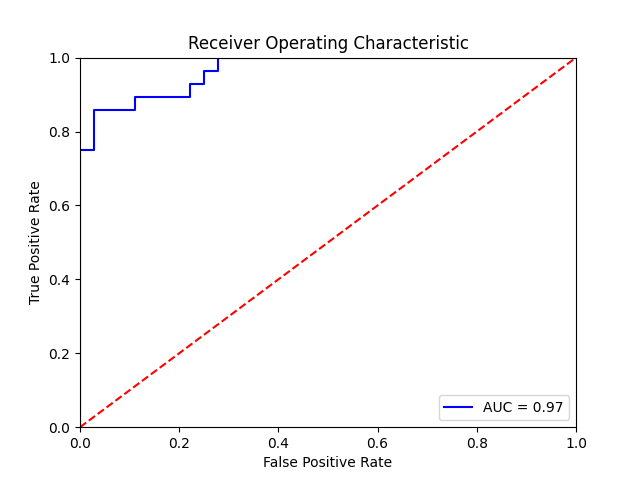 Receiver Operating Characteristic
1.0
0.8
0.6
0.4
0.2
0.0
True Positive Rate
AUC = 0.97
0.0 0.2 0.4 0.6 0.8 1.0
False Positive Rate